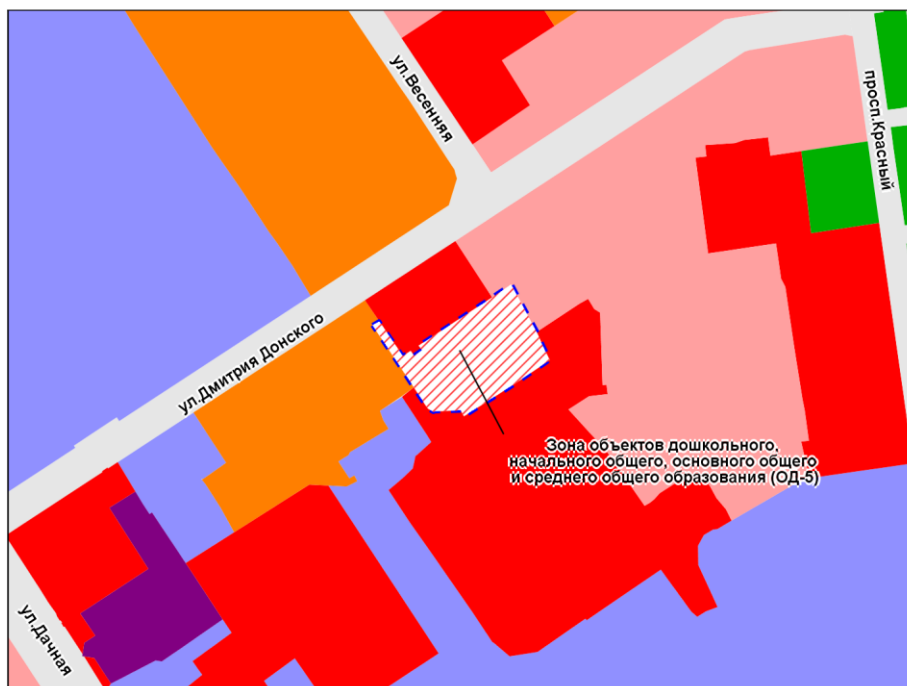 ул.Весенняя
просп.Красный
ул.Дмитрия Донского
Зона объектов дошкольного,
начального общего, основного общего
и среднего общего образования (ОД-5)
ул.Дачная